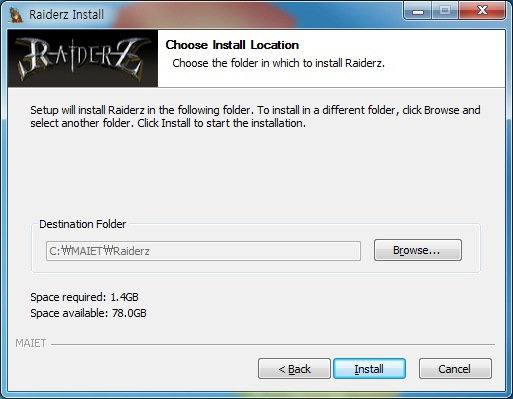 Raiderz Install
RAIDERZ
Choose Install Location
Choose the folder in which to install Raiderz.
Setup will install Raiderz in the following folder. To install in a different folder, click Browse and
select another folder. Click Install to start the installation.
Destination Folder
C:₩MAIET₩Raiderz
Browse...
Space required: 1.4GB
Space available: 78.0GB
MAIET
< Back
Install
Cancel